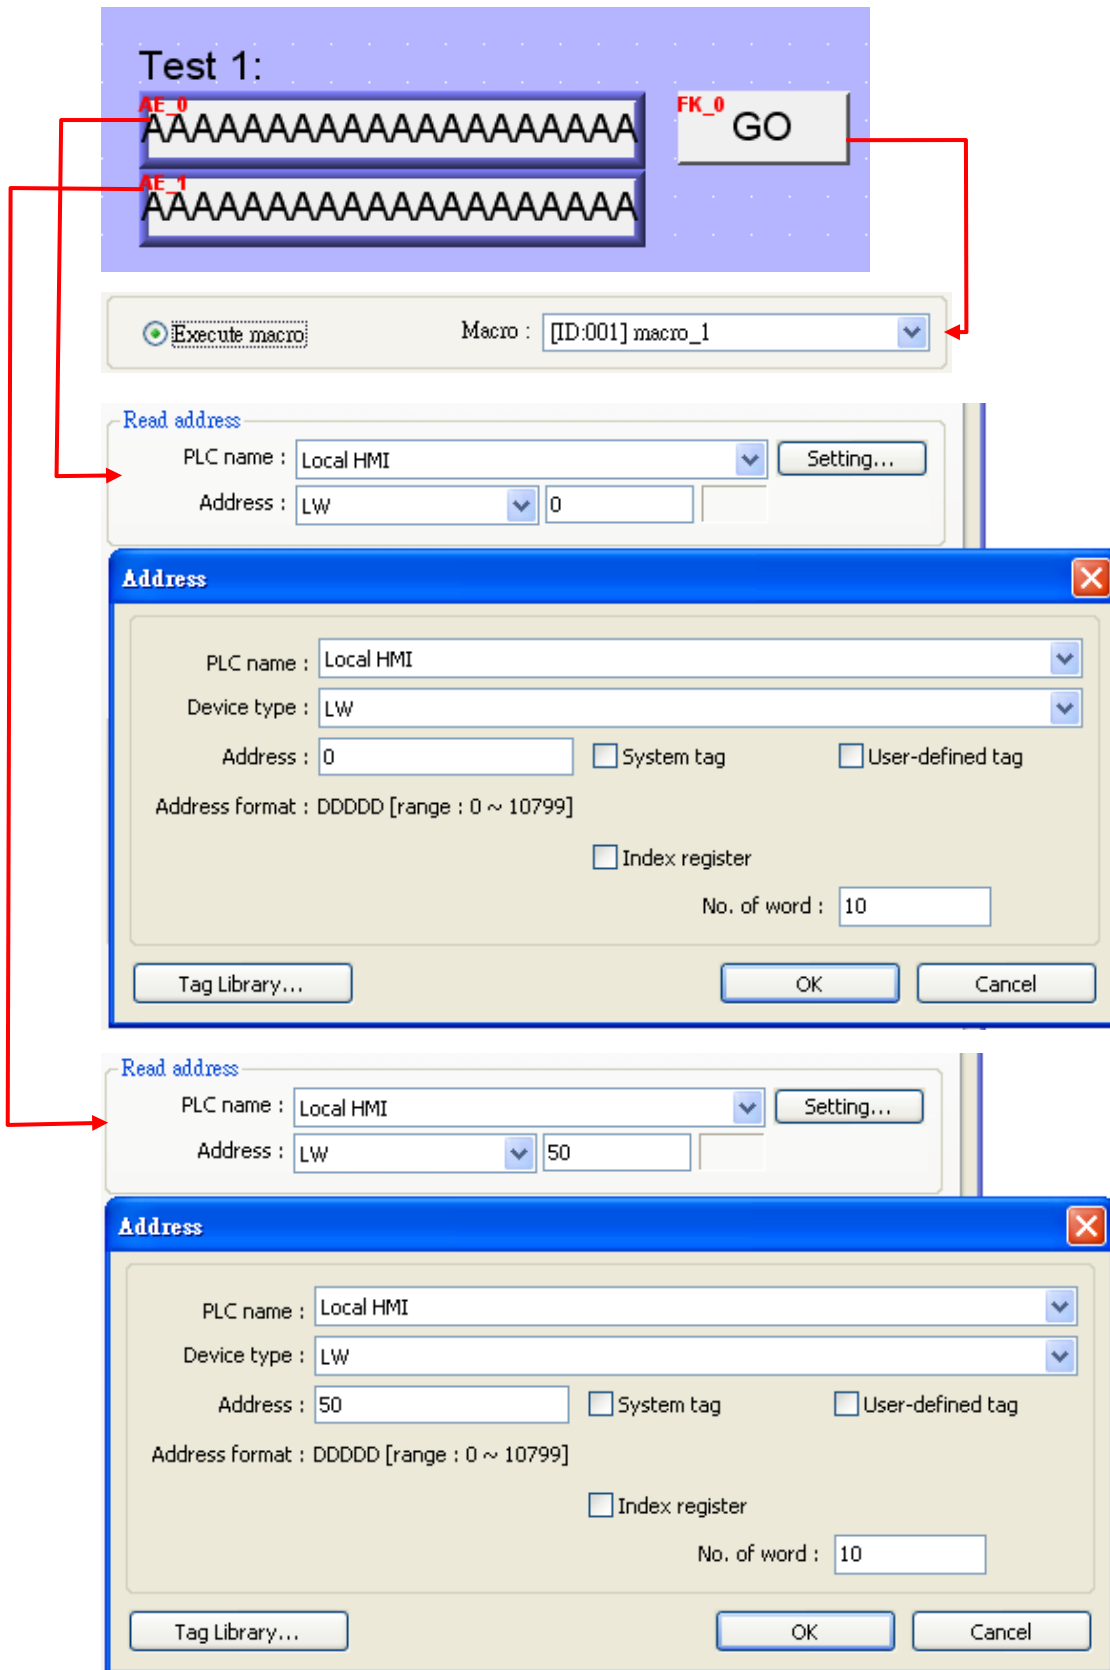 Test 1:
AE_0
AAAAAAAAAAAAAAAAAAAA
FK_0
GO
AE_1
AAAAAAAAAAAAAAAAAAAA
Execute macro Macro : [ID:001] macro_1
Read address
PLC name : Local HMI Setting...
Address : LW 0
Address
PLC name : Local HMI
Device type : LW
Address : 0 System tag User-defined tag
Address format : DDDDD [range : 0 ~ 10799]
Index register
No. of word : 10
Tag Library... OK Cancel
Read address
PLC name : Local HMI Setting...
Address : LW 50
Address
PLC name : Local HMI
Device type : LW
Address : 50 System tag User-defined tag
Address format : DDDDD [range : 0 ~ 10799]
Index register
No. of word : 10
Tag Library... OK Cancel